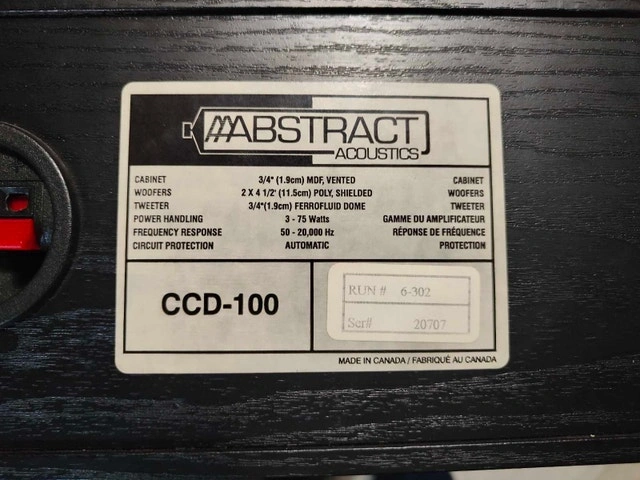 AAABSTRACT
ACOUSTICS
CABINET 3/4" (1.9cm) MDF, VENTED CABINET
WOOFERS 2 X 4 1/2' (11.5cm) POLY, SHIELDED WOOFERS
TWEETER 3/4"(1.9cm) FERROFLUID DOME TWEETER
POWER HANDLING 3 - 75 Watts GAMME DU AMPLIFICATEUR
FREQUENCY RESPONSE 50 - 20,000 Hz RÉPONSE DE FRÉQUENCE
CIRCUIT PROTECTION AUTOMATIC PROTECTION
CCD-100
RUN # 6-302
Ser# 20707
MADE IN CANADA / FABRIQUÉ AU CANADA